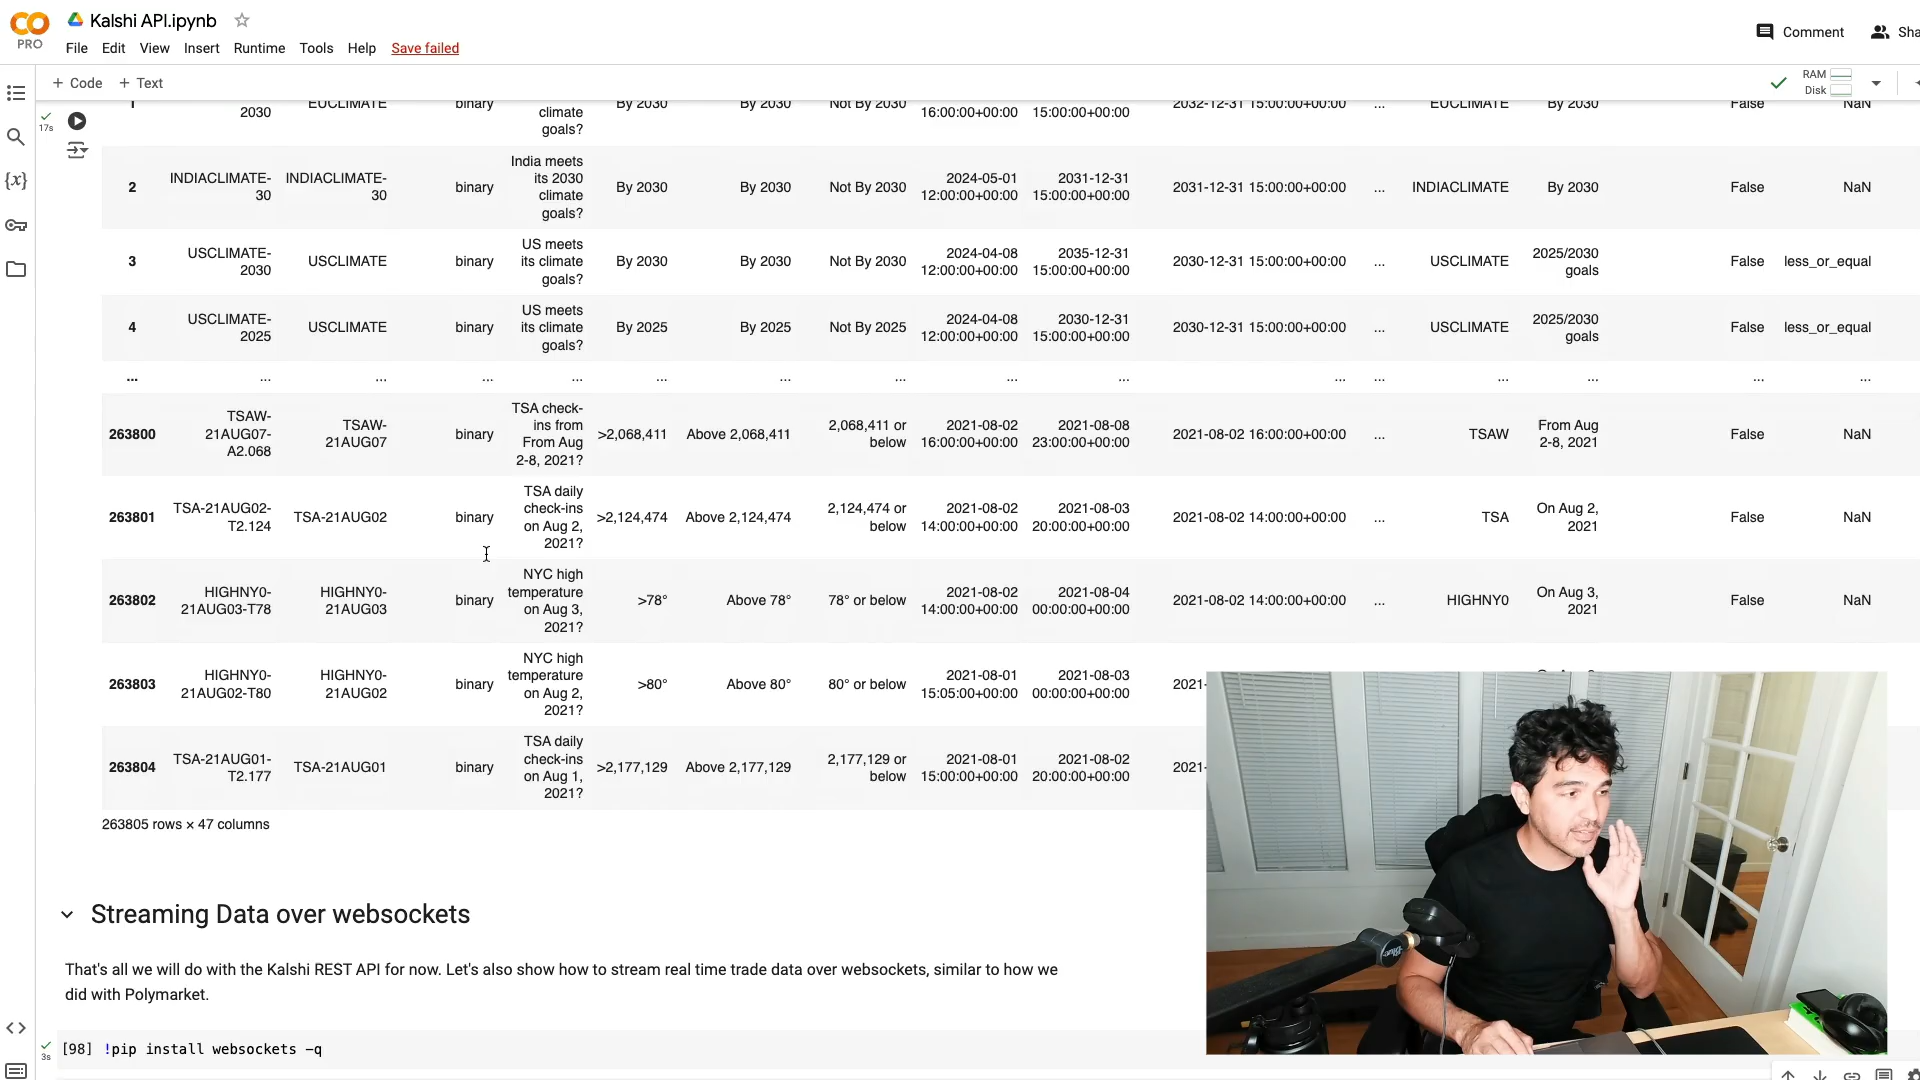 Kalshi API.ipynb
PRO
File Edit View Insert Runtime Tools Help Save failed
Comment
Sha
+ Code + Text
RAM
Disk
17s
1 2030 EUCLIMATE binary climate goals? By 2030 By 2030 Not By 2030 16:00:00+00:00 15:00:00+00:00 2032-12-31 15:00:00+00:00 ... EUCLIMATE By 2030 False NaN
2 INDIACLIMATE-30 INDIACLIMATE-30 binary India meets its 2030 climate goals? By 2030 By 2030 Not By 2030 2024-05-01 12:00:00+00:00 2031-12-31 15:00:00+00:00 2031-12-31 15:00:00+00:00 ... INDIACLIMATE By 2030 False NaN
3 USCLIMATE-2030 USCLIMATE binary US meets its climate goals? By 2030 By 2030 Not By 2030 2024-04-08 12:00:00+00:00 2035-12-31 15:00:00+00:00 2030-12-31 15:00:00+00:00 ... USCLIMATE 2025/2030 goals False less_or_equal
4 USCLIMATE-2025 USCLIMATE binary US meets its climate goals? By 2025 By 2025 Not By 2025 2024-04-08 12:00:00+00:00 2030-12-31 15:00:00+00:00 2030-12-31 15:00:00+00:00 ... USCLIMATE 2025/2030 goals False less_or_equal
... ... ... ... ... ... ... ... ... ... ... ... ... ... ... ...
263800 TSAW-21AUG07-A2.068 TSAW-21AUG07 binary TSA check-ins from From Aug 2-8, 2021? >2,068,411 Above 2,068,411 2,068,411 or below 2021-08-02 16:00:00+00:00 2021-08-08 23:00:00+00:00 2021-08-02 16:00:00+00:00 ... TSAW From Aug 2-8, 2021 False NaN
263801 TSA-21AUG02-T2.124 TSA-21AUG02 binary TSA daily check-ins on Aug 2, 2021? >2,124,474 Above 2,124,474 2,124,474 or below 2021-08-02 14:00:00+00:00 2021-08-03 20:00:00+00:00 2021-08-02 14:00:00+00:00 ... TSA On Aug 2, 2021 False NaN
263802 HIGHNY0-21AUG03-T78 HIGHNY0-21AUG03 binary NYC high temperature on Aug 3, 2021? >78° Above 78° 78° or below 2021-08-02 14:00:00+00:00 2021-08-04 00:00:00+00:00 2021-08-02 14:00:00+00:00 ... HIGHNY0 On Aug 3, 2021 False NaN
263803 HIGHNY0-21AUG02-T80 HIGHNY0-21AUG02 binary NYC high temperature on Aug 2, 2021? >80° Above 80° 80° or below 2021-08-01 15:05:00+00:00 2021-08-03 00:00:00+00:00 2021-
263804 TSA-21AUG01-T2.177 TSA-21AUG01 binary TSA daily check-ins on Aug 1, 2021? >2,177,129 Above 2,177,129 2,177,129 or below 2021-08-01 15:00:00+00:00 2021-08-02 20:00:00+00:00 2021-
263805 rows × 47 columns
Streaming Data over websockets
That's all we will do with the Kalshi REST API for now. Let's also show how to stream real time trade data over websockets, similar to how we
did with Polymarket.
3s
[98] !pip install websockets -q